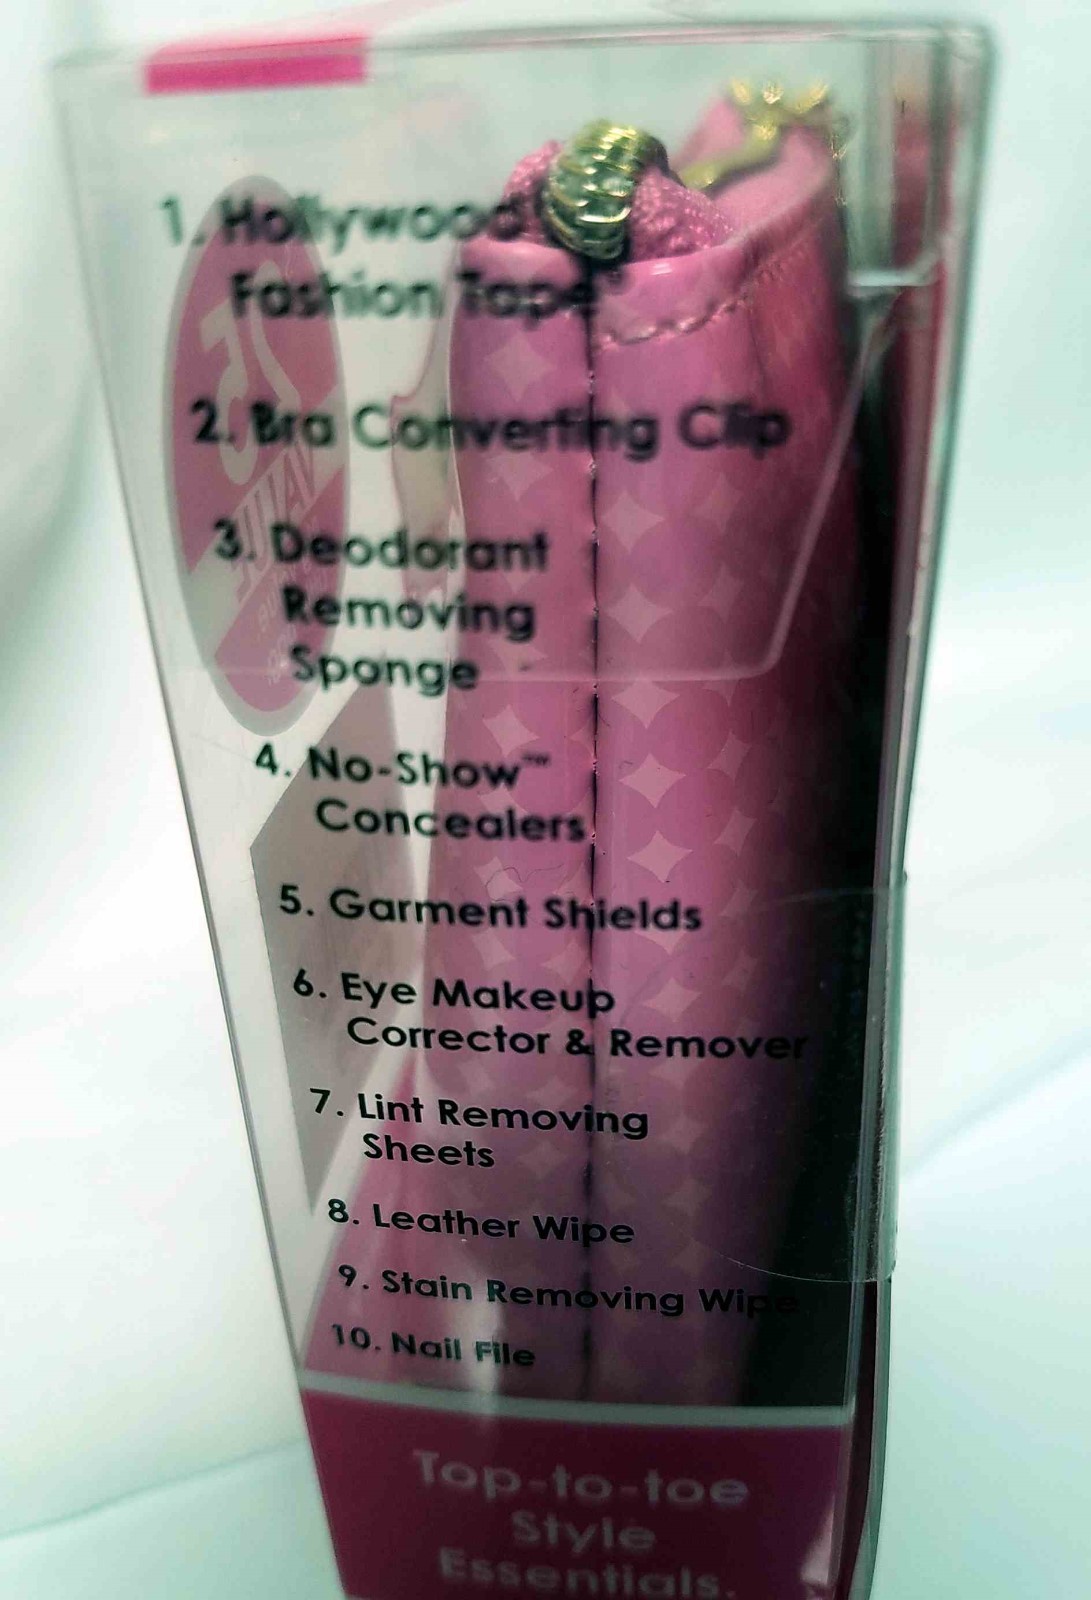 1. Hollywood
Fashion Tape®
2. Bra Converting Clip
3. Deodorant
Removing
Sponge
4. No-Show™
Concealers
5. Garment Shields
6. Eye Makeup
Corrector & Remover
7. Lint Removing
Sheets
8. Leather Wipe
9. Stain Removing Wipe
10. Nail File
Top-to-toe
Style
Essentials.
VALUE